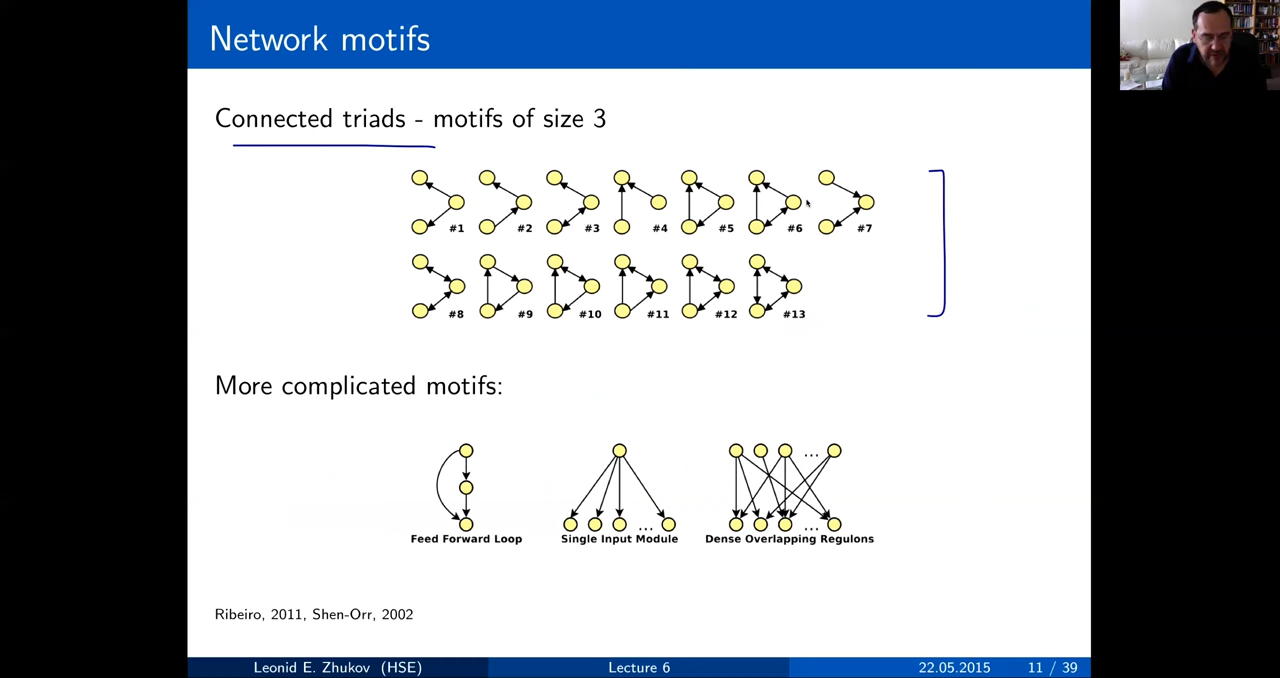 Network motifs
Connected triads - motifs of size 3
#1 #2 #3 #4 #5 #6 #7
#8 #9 #10 #11 #12 #13
More complicated motifs:
... ... ...
Feed Forward Loop Single Input Module Dense Overlapping Regulons
Ribeiro, 2011, Shen-Orr, 2002
Leonid E. Zhukov (HSE) Lecture 6 22.05.2015 11 / 39